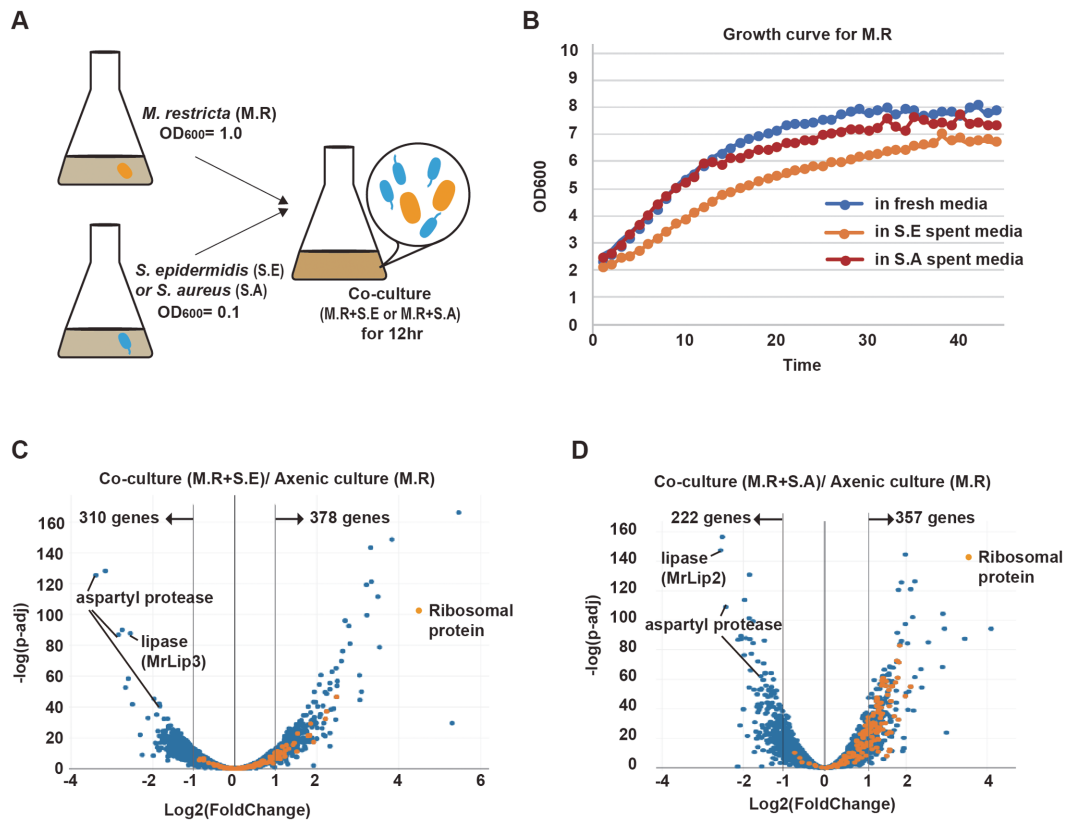 A
M. restricta (M.R)
OD600= 1.0
S. epidermidis (S.E)
or S. aureus (S.A)
OD600= 0.1
Co-culture
(M.R+S.E or M.R+S.A)
for 12hr
B
Growth curve for M.R
OD600
10
9
8
7
6
5
4
3
2
1
0
in fresh media
in S.E spent media
in S.A spent media
0
10
20
30
40
Time
C
Co-culture (M.R+S.E)/ Axenic culture (M.R)
310 genes
378 genes
-log(p-adj)
160
140
120
100
80
60
40
20
0
aspartyl protease
lipase
(MrLip3)
Ribosomal
protein
-4
-2
-1
0
1
2
4
6
Log2(FoldChange)
D
Co-culture (M.R+S.A)/ Axenic culture (M.R)
222 genes
357 genes
-log(p-adj)
160
140
120
100
80
60
40
20
0
lipase
(MrLip2)
aspartyl protease
Ribosomal
protein
-4
-2
-1
0
1
2
4
Log2(FoldChange)